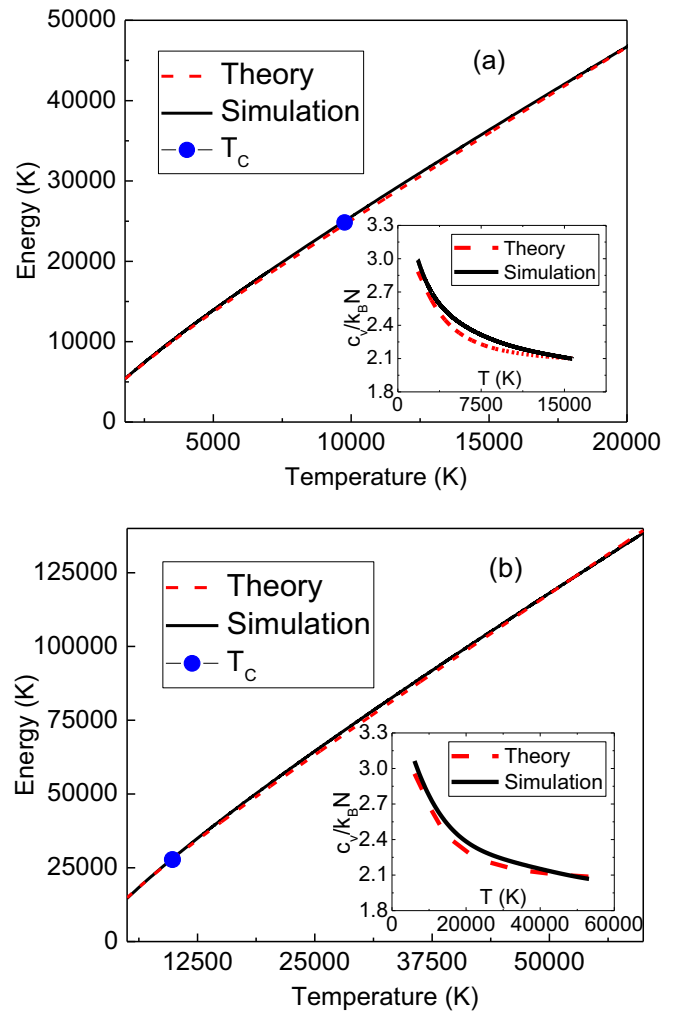 50000
40000
30000
20000
10000
0
Energy (K)
Theory
Simulation
T_C
(a)
3.3
3.0
2.7
2.4
2.1
1.8
c_v/k_BN
Theory
Simulation
T (K)
0 7500 15000
5000 10000 15000 20000
Temperature (K)
125000
100000
75000
50000
25000
0
Energy (K)
Theory
Simulation
T_C
(b)
3.3
3.0
2.7
2.4
2.1
1.8
c_v/k_BN
Theory
Simulation
T (K)
0 20000 40000 60000
12500 25000 37500 50000
Temperature (K)